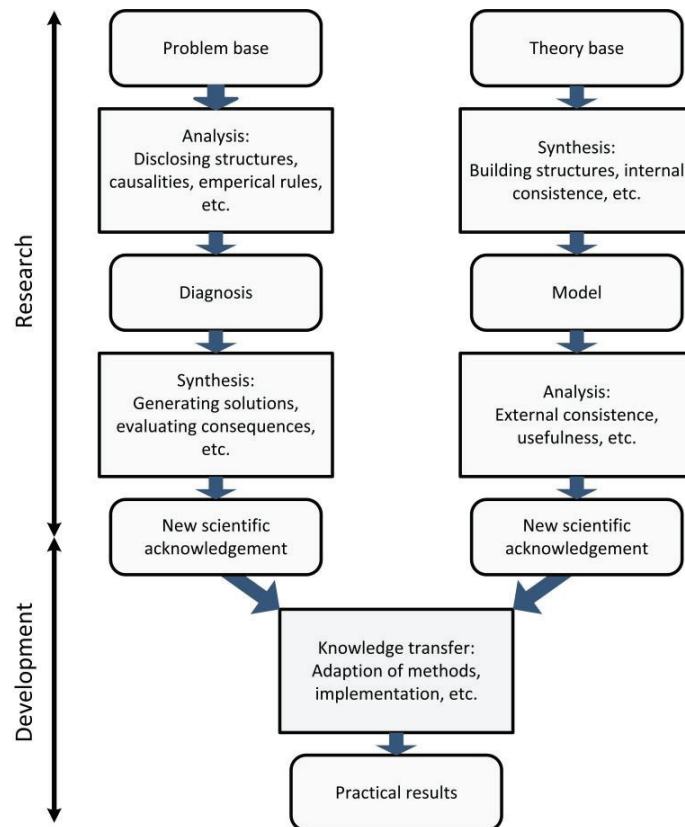 Problem base
Theory base
Analysis:
Disclosing structures,
causalities, emperical rules,
etc.
Synthesis:
Building structures, internal
consistence, etc.
Diagnosis
Model
Synthesis:
Generating solutions,
evaluating consequences,
etc.
Analysis:
External consistence,
usefulness, etc.
New scientific
acknowledgement
New scientific
acknowledgement
Knowledge transfer:
Adaption of methods,
implementation, etc.
Practical results
Research
Development